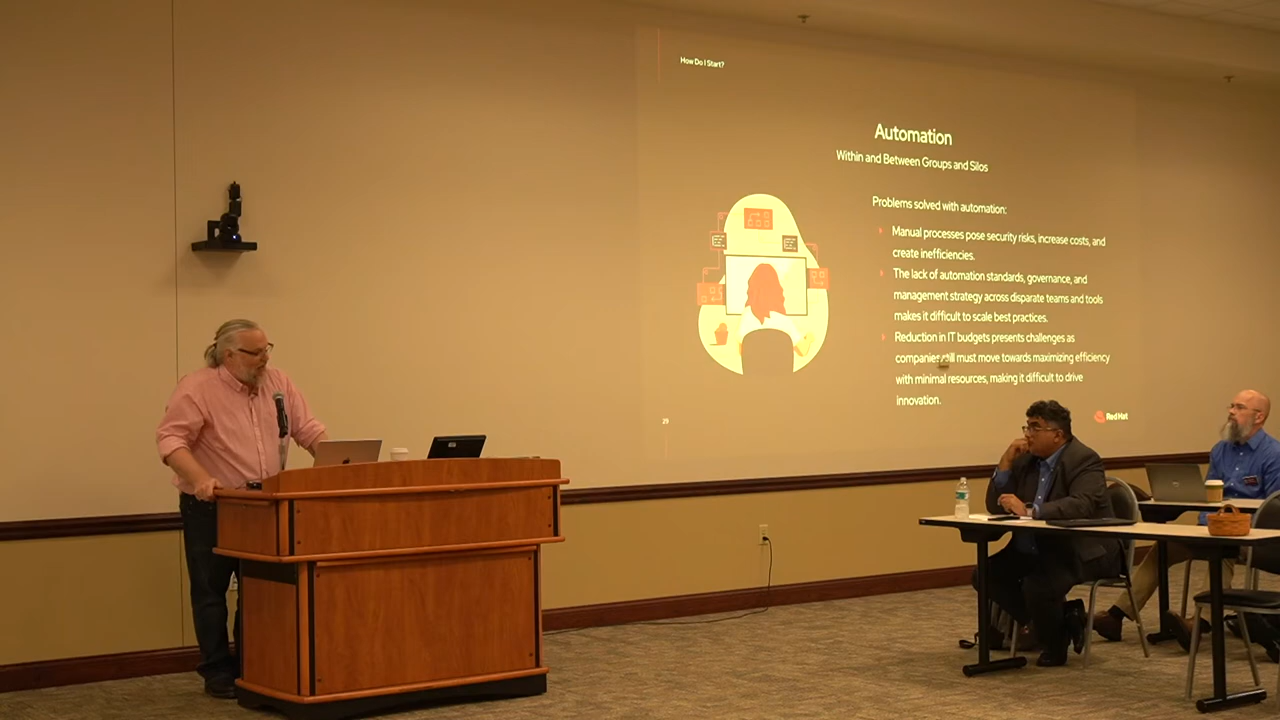 How Do I Start?
Automation
Within and Between Groups and Silos
Problems solved with automation:
Manual processes pose security risks, increase costs, and
create inefficiencies.
The lack of automation standards, governance, and
management strategy across disparate teams and tools
makes it difficult to scale best practices.
Reduction in IT budgets presents challenges as
companies still must move towards maximizing efficiency
with minimal resources, making it difficult to drive
innovation.
29
Red Hat